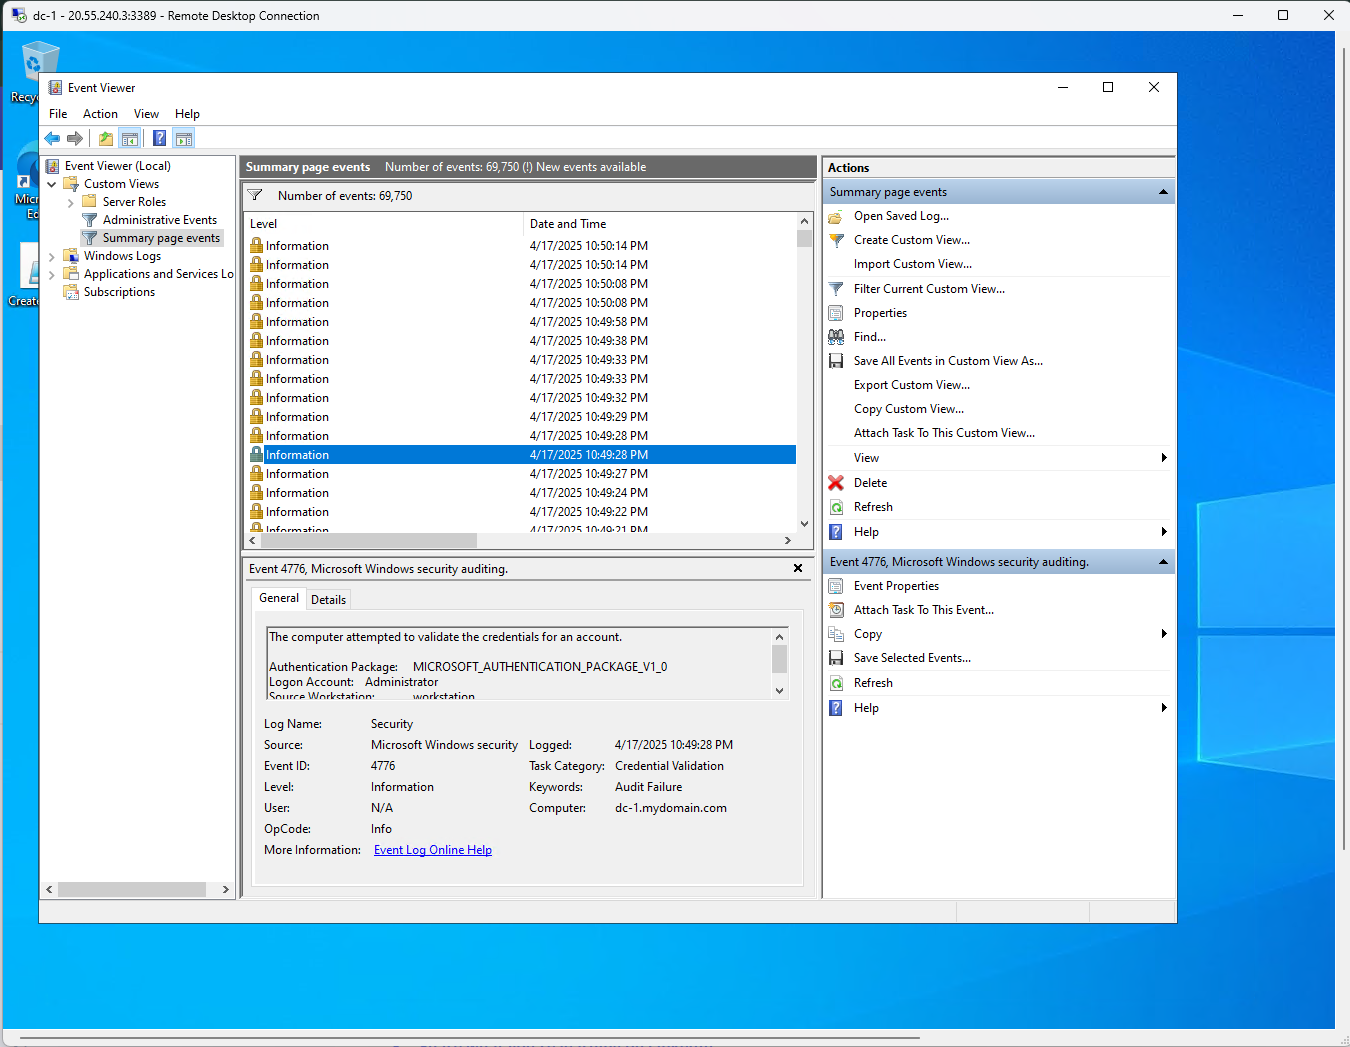 dc-1 - 20.55.240.3:3389 - Remote Desktop Connection
Event Viewer
File Action View Help
Event Viewer (Local)
Custom Views
Server Roles
Administrative Events
Summary page events
Windows Logs
Applications and Services Lo
Subscriptions
Summary page events Number of events: 69,750 (!) New events available
Number of events: 69,750
Level Date and Time
Information 4/17/2025 10:50:14 PM
Information 4/17/2025 10:50:14 PM
Information 4/17/2025 10:50:08 PM
Information 4/17/2025 10:50:08 PM
Information 4/17/2025 10:49:58 PM
Information 4/17/2025 10:49:38 PM
Information 4/17/2025 10:49:33 PM
Information 4/17/2025 10:49:33 PM
Information 4/17/2025 10:49:32 PM
Information 4/17/2025 10:49:29 PM
Information 4/17/2025 10:49:28 PM
Information 4/17/2025 10:49:28 PM
Information 4/17/2025 10:49:27 PM
Information 4/17/2025 10:49:24 PM
Information 4/17/2025 10:49:22 PM
Information 4/17/2025 10:49:21 PM
Event 4776, Microsoft Windows security auditing.
General Details
The computer attempted to validate the credentials for an account.
Authentication Package: MICROSOFT_AUTHENTICATION_PACKAGE_V1_0
Logon Account: Administrator
Source Workstation: workstation
Log Name: Security
Source: Microsoft Windows security Logged: 4/17/2025 10:49:28 PM
Event ID: 4776 Task Category: Credential Validation
Level: Information Keywords: Audit Failure
User: N/A Computer: dc-1.mydomain.com
OpCode: Info
More Information: Event Log Online Help
Actions
Summary page events
Open Saved Log...
Create Custom View...
Import Custom View...
Filter Current Custom View...
Properties
Find...
Save All Events in Custom View As...
Export Custom View...
Copy Custom View...
Attach Task To This Custom View...
View
Delete
Refresh
Help
Event 4776, Microsoft Windows security auditing.
Event Properties
Attach Task To This Event...
Copy
Save Selected Events...
Refresh
Help
Recyc
Micr
Ed
Create